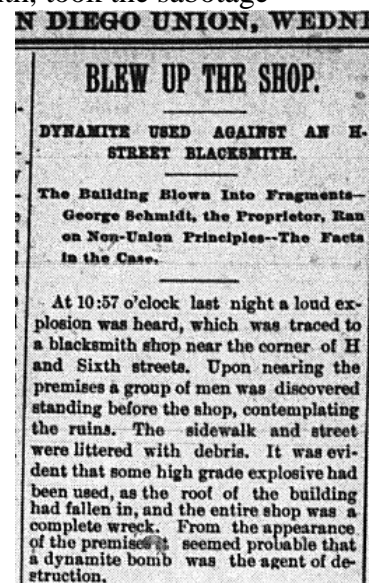 took the sabotage
N DIEGO UNION, WEDNE
BLEW UP THE SHOP.
DYNAMITE USED AGAINST AN H-
STREET BLACKSMITH.
The Building Blown Into Fragments—
George Schmidt, the Proprietor, Ran
on Non-Union Principles--The Facts
in the Case.
At 10:57 o'clock last night a loud ex-
plosion was heard, which was traced to
a blacksmith shop near the corner of H
and Sixth streets. Upon nearing the
premises a group of men was discovered
standing before the shop, contemplating
the ruins. The sidewalk and street
were littered with debris. It was evi-
dent that some high grade explosive had
been used, as the roof of the building
had fallen in, and the entire shop was a
complete wreck. From the appearance
of the premises it seemed probable that
a dynamite bomb was the agent of de-
struction.